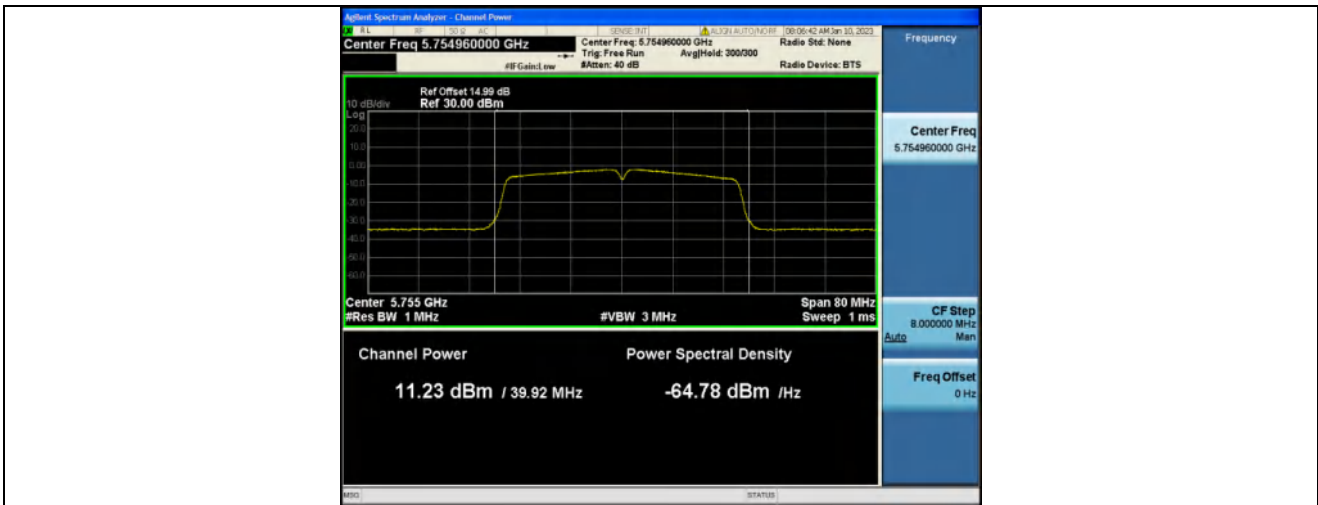 Agilent Spectrum Analyzer - Channel Power
RL RF 50 Ω AC SENSE:INT ALIGN AUTO/NO RF 08:06:42 AM Jan 10, 2023
Center Freq 5.754960000 GHz
Center Freq: 5.754960000 GHz Radio Std: None
Trig: Free Run Avg|Hold: 300/300
#IFGain:Low #Atten: 40 dB Radio Device: BTS
Ref Offset 14.99 dB
10 dB/div Ref 30.00 dBm
Log
20.0
10.0
0.00
-10.0
-20.0
-30.0
-40.0
-50.0
-60.0
Center 5.755 GHz Span 80 MHz
#Res BW 1 MHz #VBW 3 MHz Sweep 1 ms
Channel Power Power Spectral Density
11.23 dBm / 39.92 MHz -64.78 dBm /Hz
Frequency
Center Freq
5.754960000 GHz
CF Step
8.000000 MHz
Auto Man
Freq Offset
0 Hz
MSG STATUS